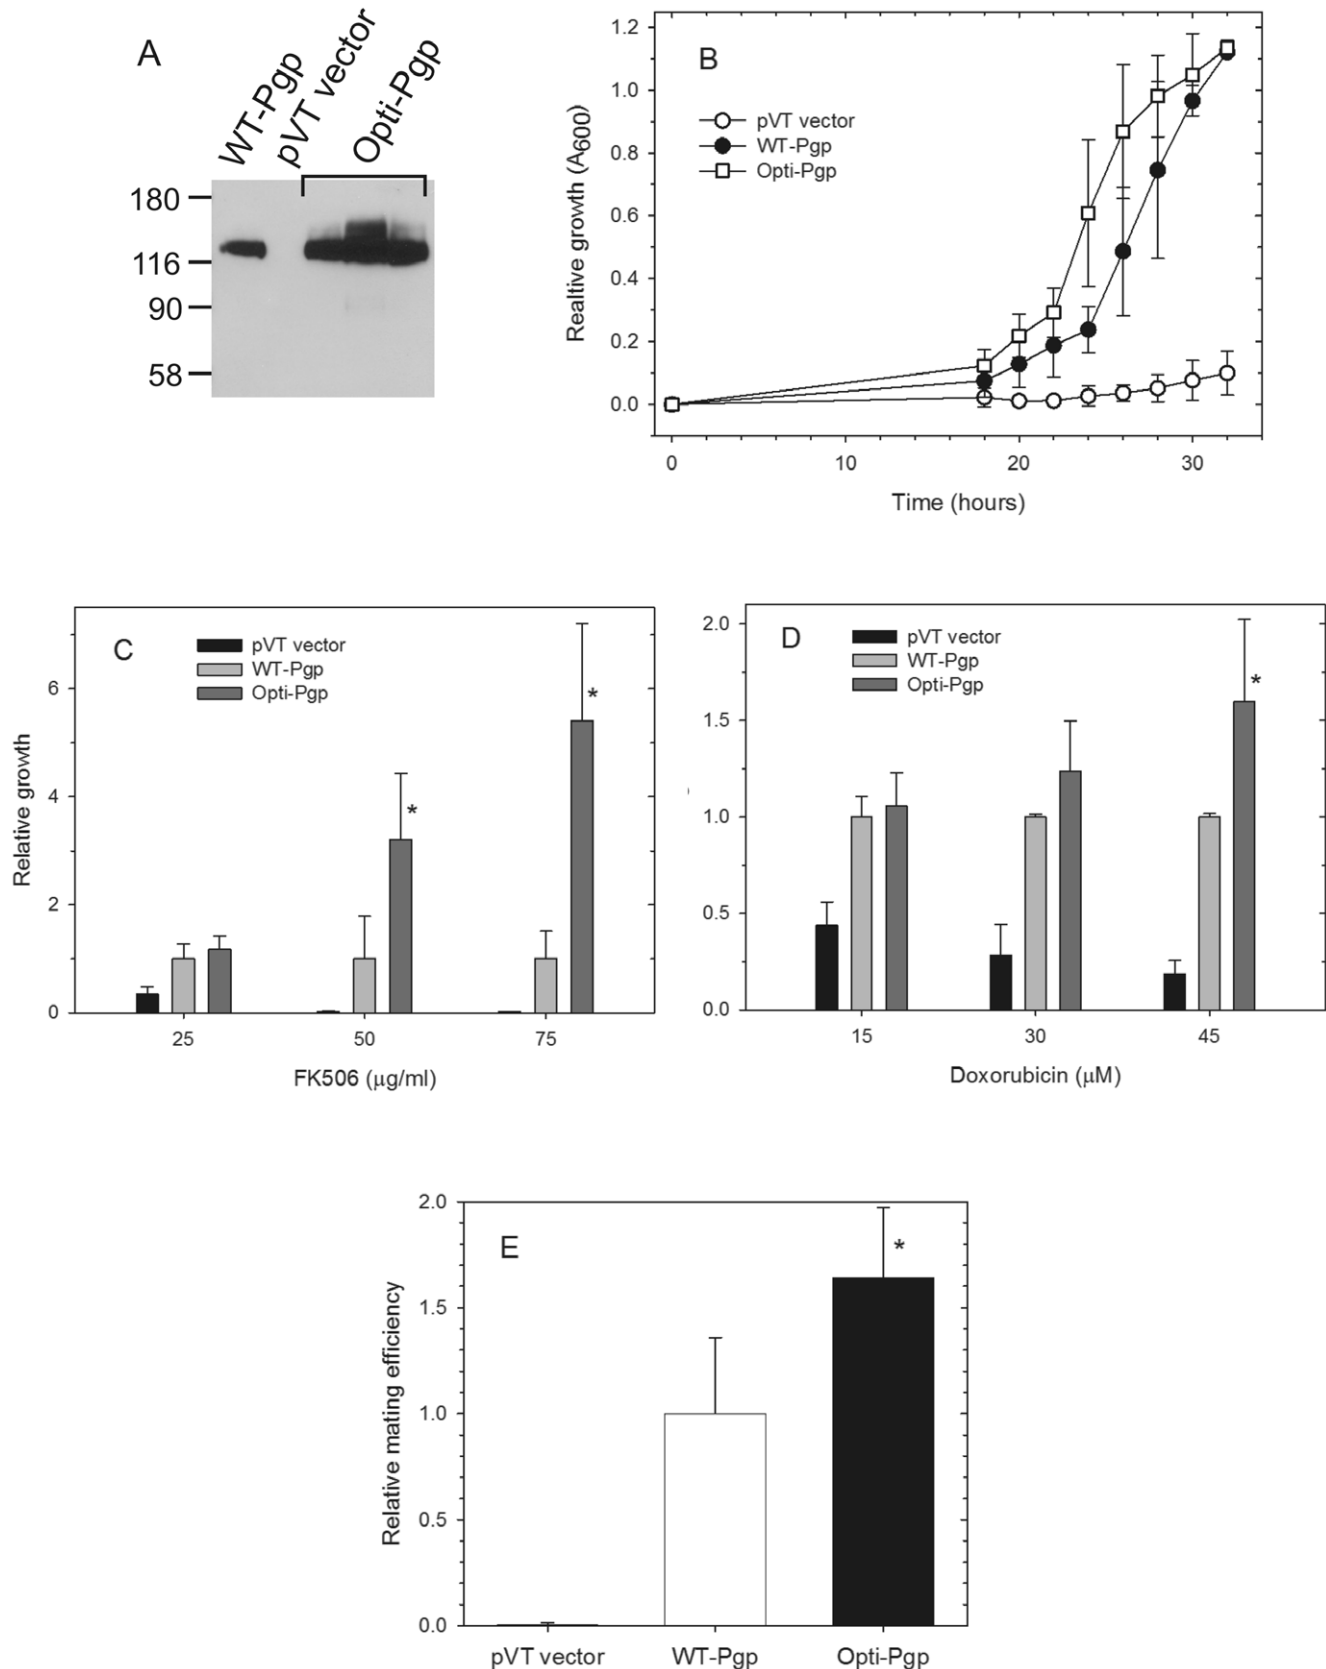 A
WT-Pgp
pVT vector
Opti-Pgp
180
116
90
58
B
pVT vector
WT-Pgp
Opti-Pgp
Realtive growth (A600)
1.2
1.0
0.8
0.6
0.4
0.2
0.0
0 10 20 30
Time (hours)
C
pVT vector
WT-Pgp
Opti-Pgp
Relative growth
6
4
2
0
*
*
25 50 75
FK506 (μg/ml)
D
pVT vector
WT-Pgp
Opti-Pgp
2.0
1.5
1.0
0.5
0.0
*
15 30 45
Doxorubicin (μM)
E
Relative mating efficiency
2.0
1.5
1.0
0.5
0.0
*
pVT vector WT-Pgp Opti-Pgp